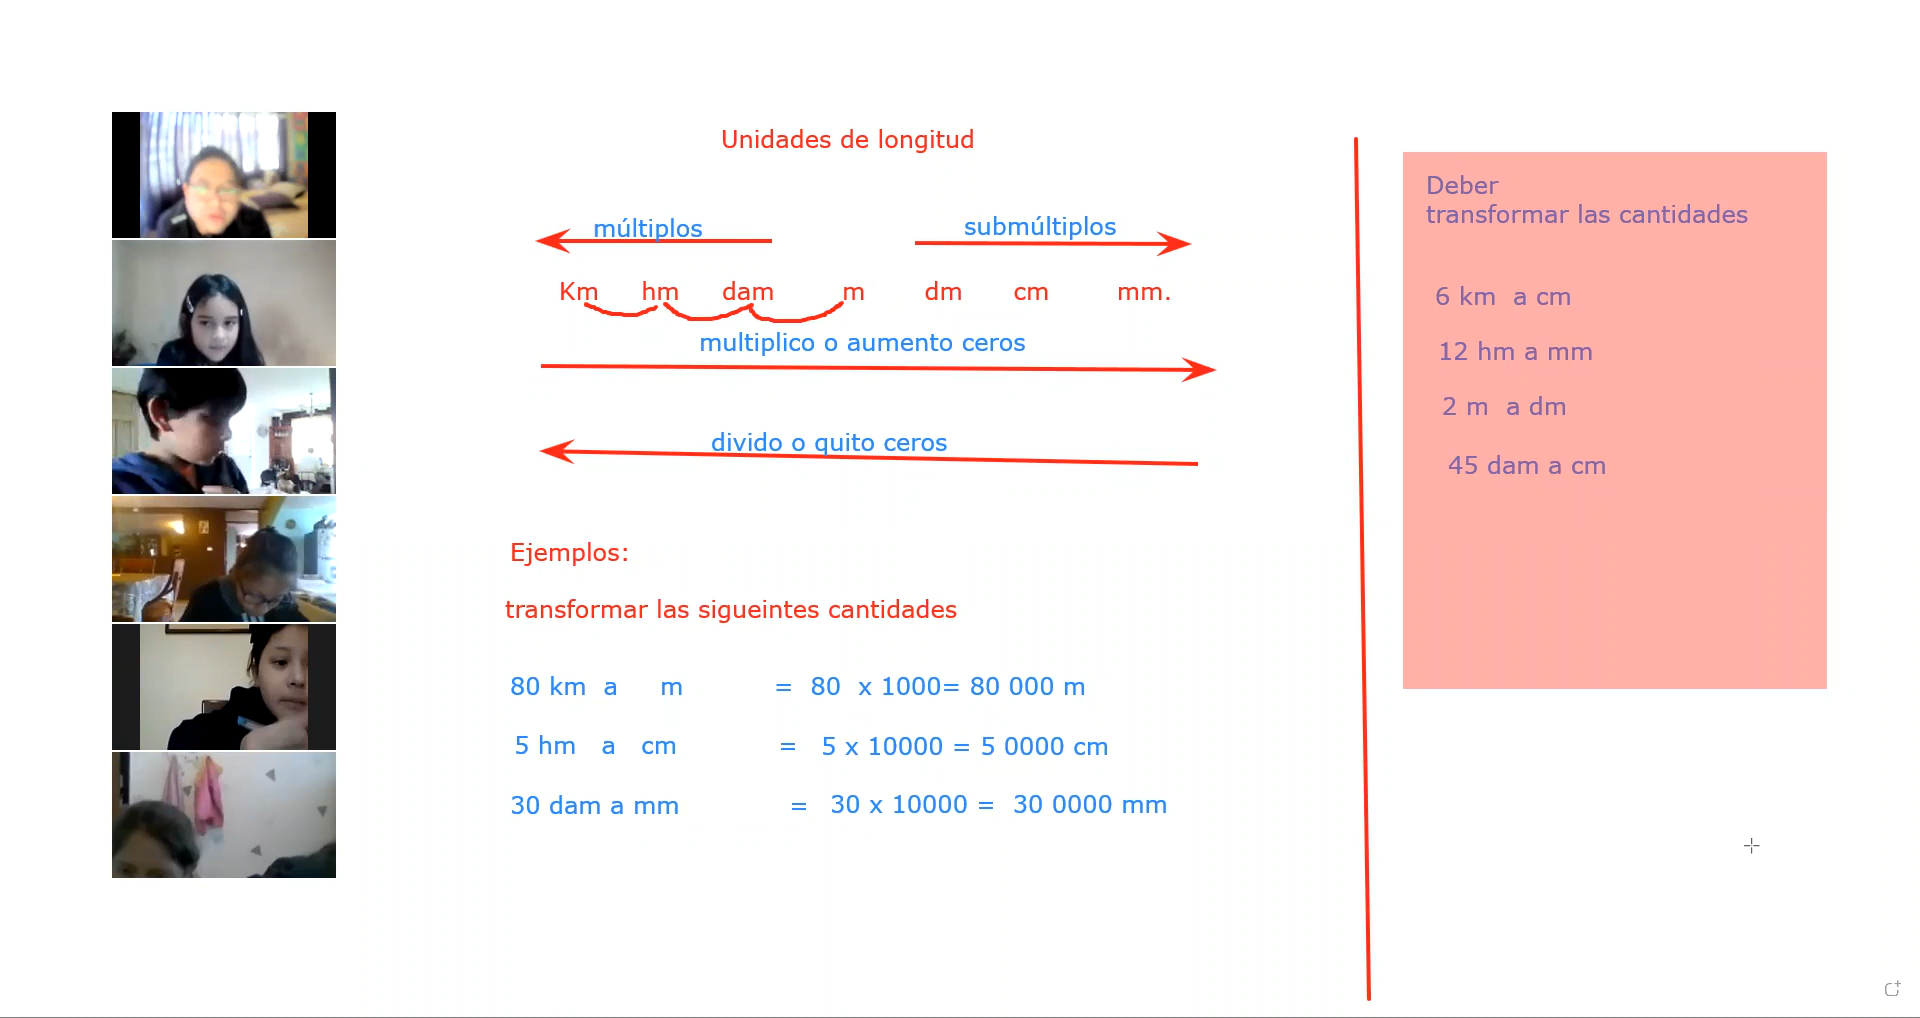 Unidades de longitud
múltiplos submúltiplos
Km hm dam m dm cm mm.
multiplico o aumento ceros
divido o quito ceros
Ejemplos:
transformar las sigueintes cantidades
80 km a m = 80 x 1000= 80 000 m
5 hm a cm = 5 x 10000 = 5 0000 cm
30 dam a mm = 30 x 10000 = 30 0000 mm
Deber
transformar las cantidades
6 km a cm
12 hm a mm
2 m a dm
45 dam a cm